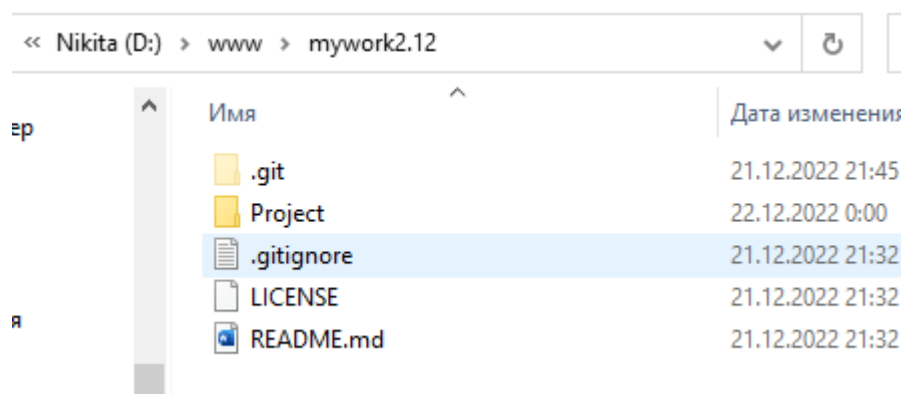 « Nikita (D:) > www > mywork2.12
ер
Имя
Дата изменения
.git
21.12.2022 21:45
Project
22.12.2022 0:00
.gitignore
21.12.2022 21:32
LICENSE
21.12.2022 21:32
я
README.md
21.12.2022 21:32